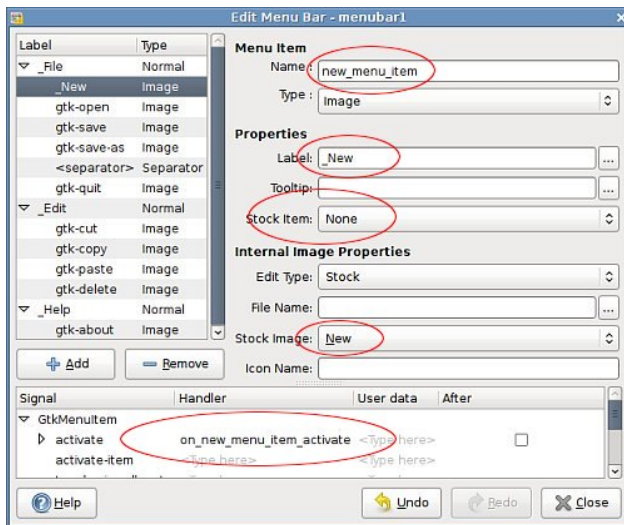 Edit Menu Bar - menubar1
Label Type
_File Normal
_New Image
gtk-open Image
gtk-save Image
gtk-save-as Image
<separator> Separator
gtk-quit Image
_Edit Normal
gtk-cut Image
gtk-copy Image
gtk-paste Image
gtk-delete Image
_Help Normal
gtk-about Image
Add Remove
Menu Item
Name : new_menu_item
Type : Image
Properties
Label: _New ...
Tooltip: ...
Stock Item: None
Internal Image Properties
Edit Type: Stock
File Name: ...
Stock Image: New
Icon Name:
Signal Handler User data After
GtkMenuItem
activate on_new_menu_item_activate <Type here>
activate-item <Type here> <Type here>
Help Undo Redo Close